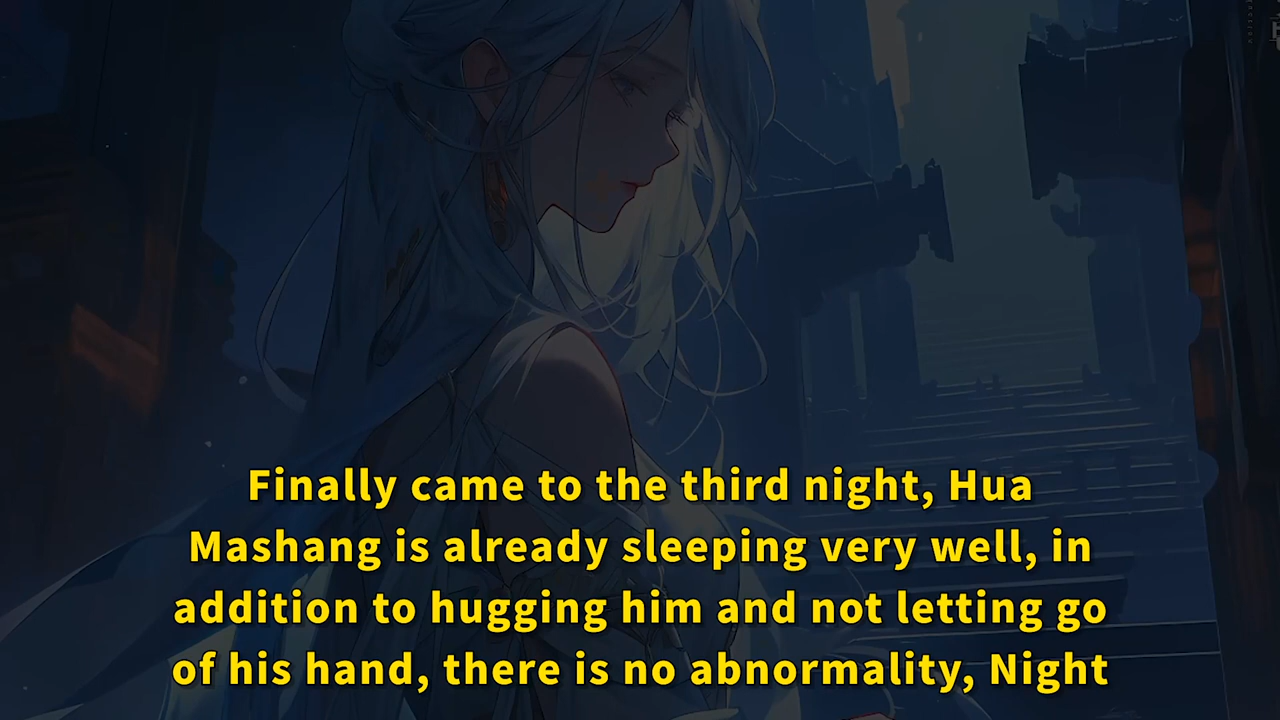 Finally came to the third night, Hua
Mashang is already sleeping very well, in
addition to hugging him and not letting go
of his hand, there is no abnormality, Night